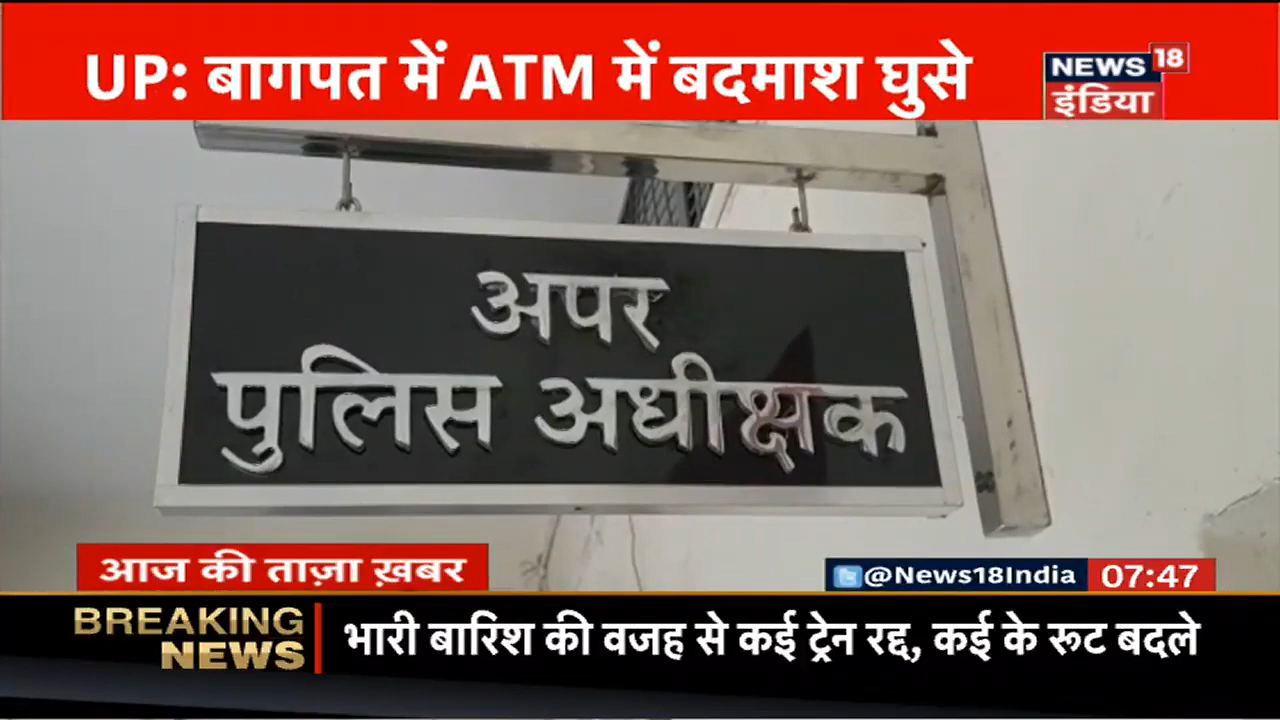 UP: बागपत में ATM में बदमाश घुसे
NEWS 18
इंडिया
अपर
पुलिस अधीक्षक
आज की ताज़ा ख़बर
@News18India 07:47
BREAKING
NEWS
भारी बारिश की वजह से कई ट्रेन रद्द, कई के रूट बदले